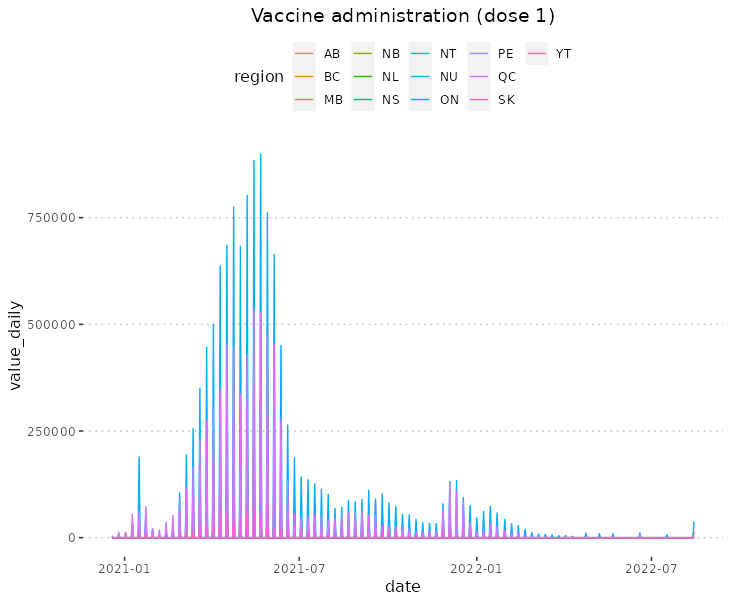 Vaccine administration (dose 1)
region
AB NB NT PE YT
BC NL NU QC
MB NS ON SK
value_daily
750000
500000
250000
0
2021-01 2021-07 2022-01 2022-07
date